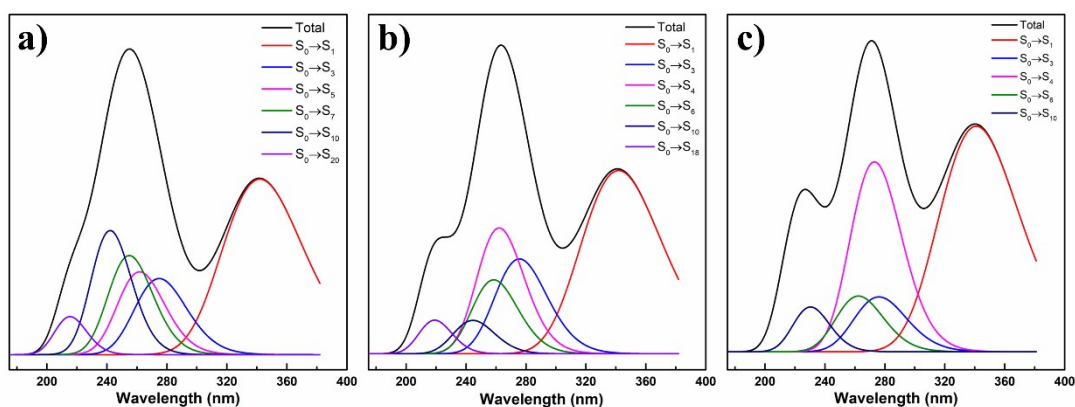 a)
Total
S₀→S₁
S₀→S₃
S₀→S₅
S₀→S₇
S₀→S₁₀
S₀→S₂₀
200 240 280 320 360 400
Wavelength (nm)
b)
Total
S₀→S₁
S₀→S₃
S₀→S₄
S₀→S₆
S₀→S₁₀
S₀→S₁₈
200 240 280 320 360 400
Wavelength (nm)
c)
Total
S₀→S₁
S₀→S₃
S₀→S₄
S₀→S₆
S₀→S₁₀
200 240 280 320 360 400
Wavelength (nm)